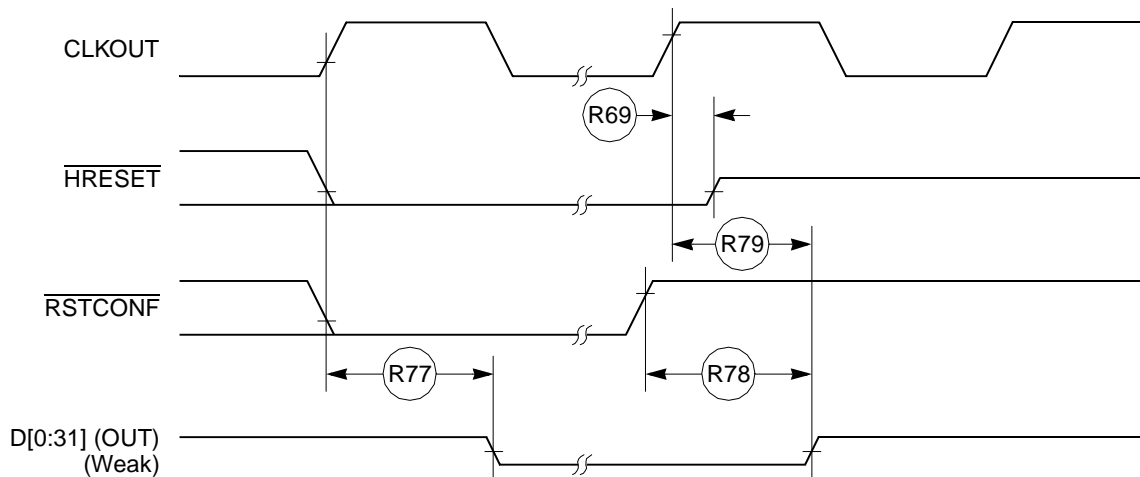 CLKOUT
R69
HRESET
R79
RSTCONF
R77
R78
D[0:31] (OUT)
(Weak)